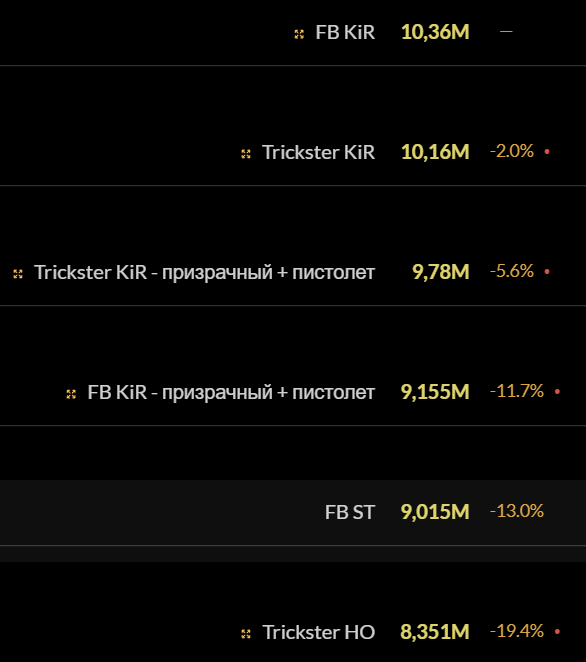 FB KiR 10,36M —
Trickster KiR 10,16M -2.0%
Trickster KiR - призрачный + пистолет 9,78M -5.6%
FB KiR - призрачный + пистолет 9,155M -11.7%
FB ST 9,015M -13.0%
Trickster HO 8,351M -19.4%